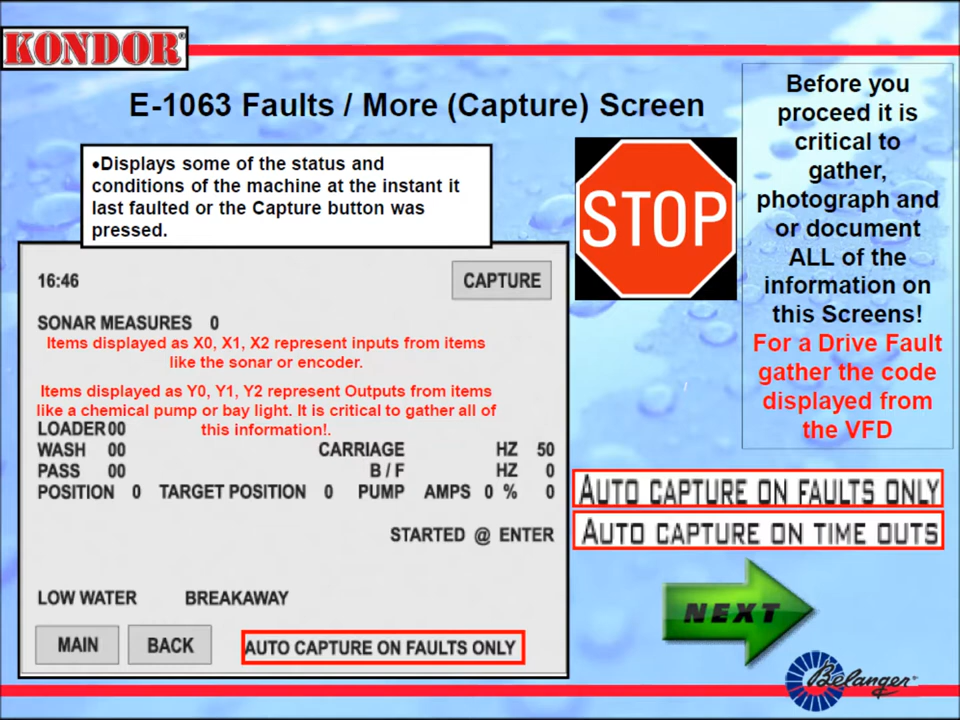 KONDOR®
E-1063 Faults / More (Capture) Screen
•Displays some of the status and
conditions of the machine at the instant it
last faulted or the Capture button was
pressed.
STOP
Before you
proceed it is
critical to
gather,
photograph and
or document
ALL of the
information on
this Screens!
For a Drive Fault
gather the code
displayed from
the VFD
16:46
CAPTURE
SONAR MEASURES 0
Items displayed as X0, X1, X2 represent inputs from items
like the sonar or encoder.
Items displayed as Y0, Y1, Y2 represent Outputs from items
like a chemical pump or bay light. It is critical to gather all of
this information!.
LOADER 00
WASH 00 CARRIAGE HZ 50
PASS 00 B / F HZ 0
POSITION 0 TARGET POSITION 0 PUMP AMPS 0 % 0
STARTED @ ENTER
LOW WATER BREAKAWAY
MAIN BACK AUTO CAPTURE ON FAULTS ONLY
AUTO CAPTURE ON FAULTS ONLY
AUTO CAPTURE ON TIME OUTS
NEXT
Belanger®